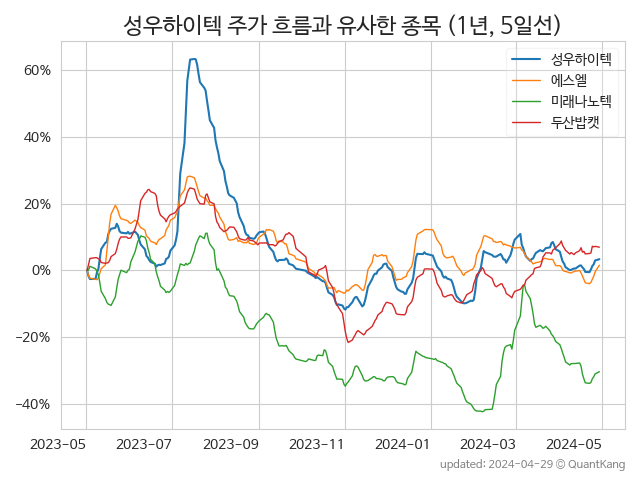 성우하이텍 주가 흐름과 유사한 종목 (1년, 5일선)
성우하이텍
에스엘
미래나노텍
두산밥캣
60%
40%
20%
0%
−20%
−40%
2023-05 2023-07 2023-09 2023-11 2024-01 2024-03 2024-05
updated: 2024-04-29 © QuantKang